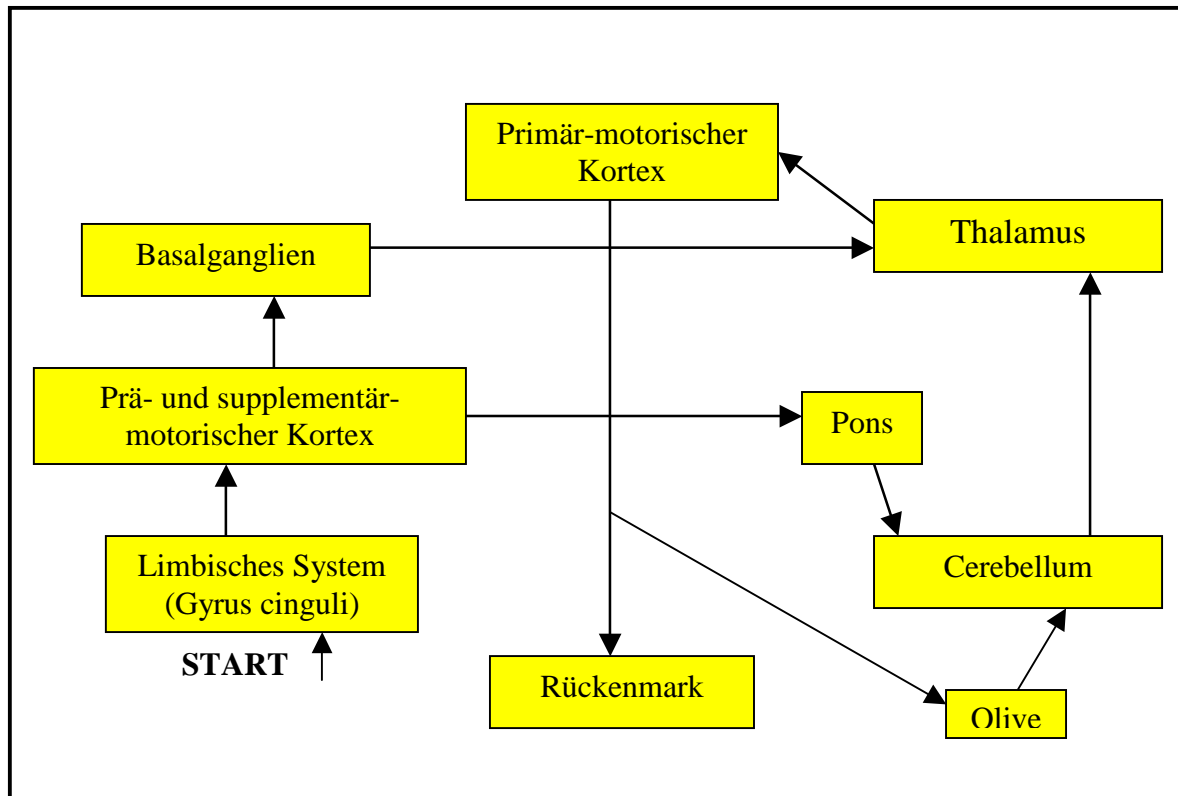 Primär-motorischer
Kortex
Thalamus
Basalganglien
Prä- und supplementär-
motorischer Kortex
Pons
Limbisches System
(Gyrus cinguli)
Cerebellum
START
Rückenmark
Olive